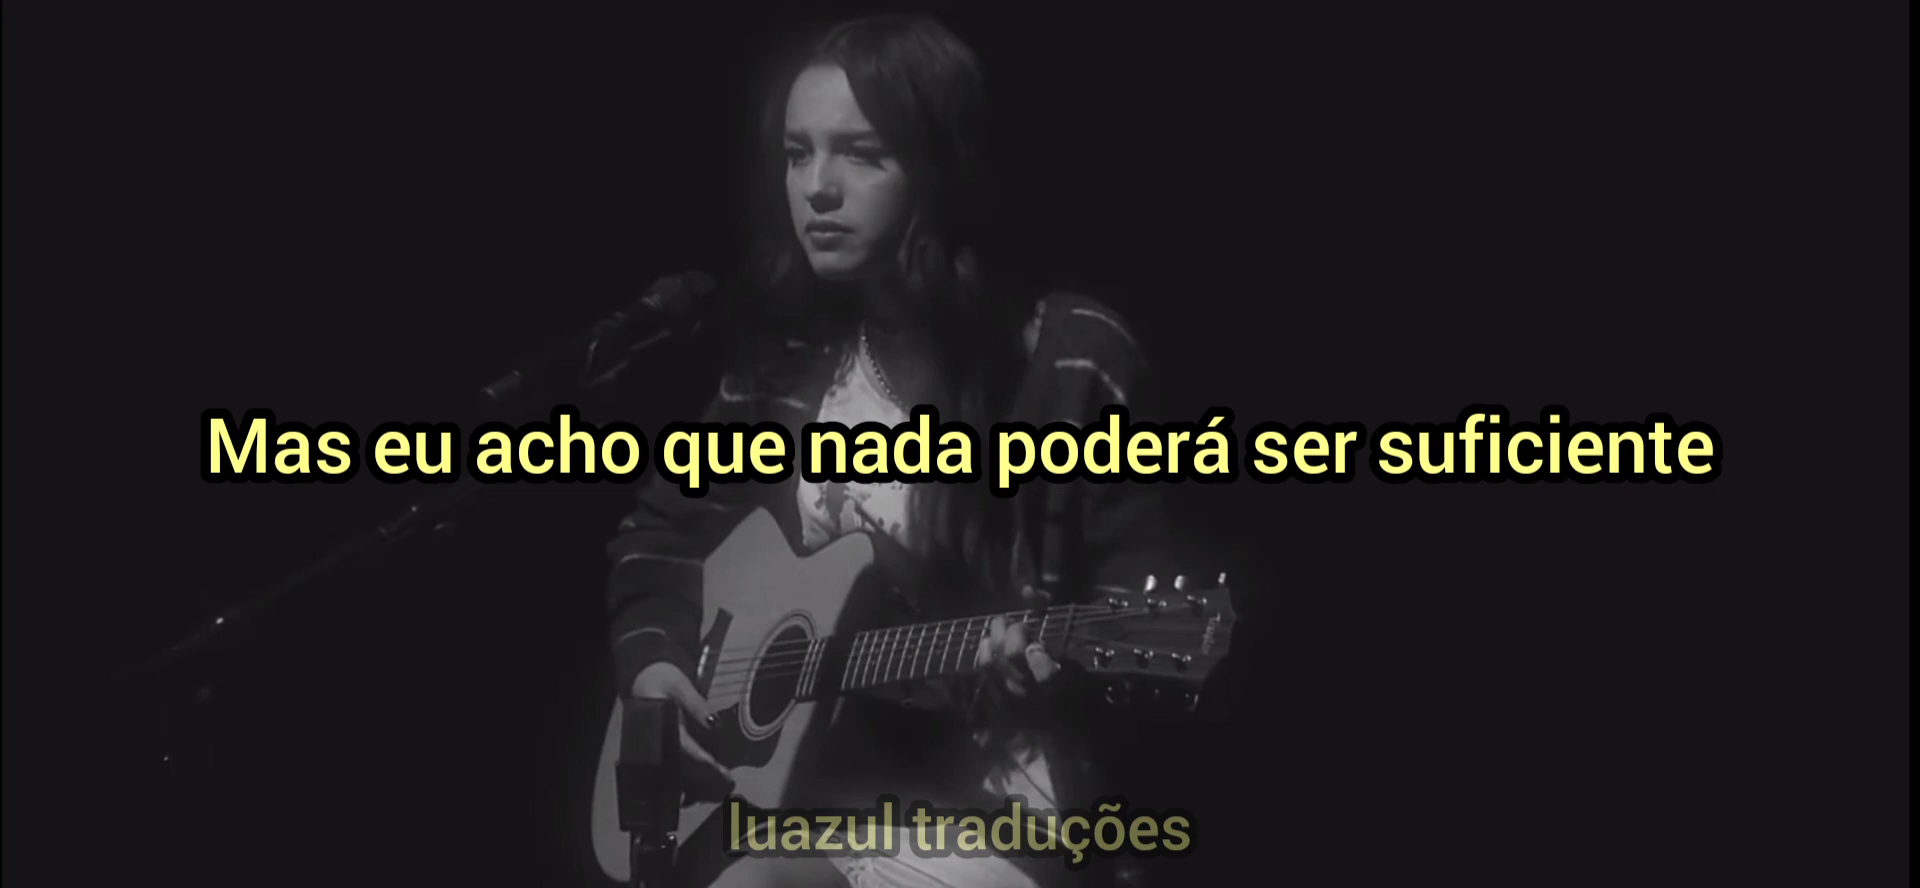 Mas eu acho que nada poderá ser suficiente
luazul traduções